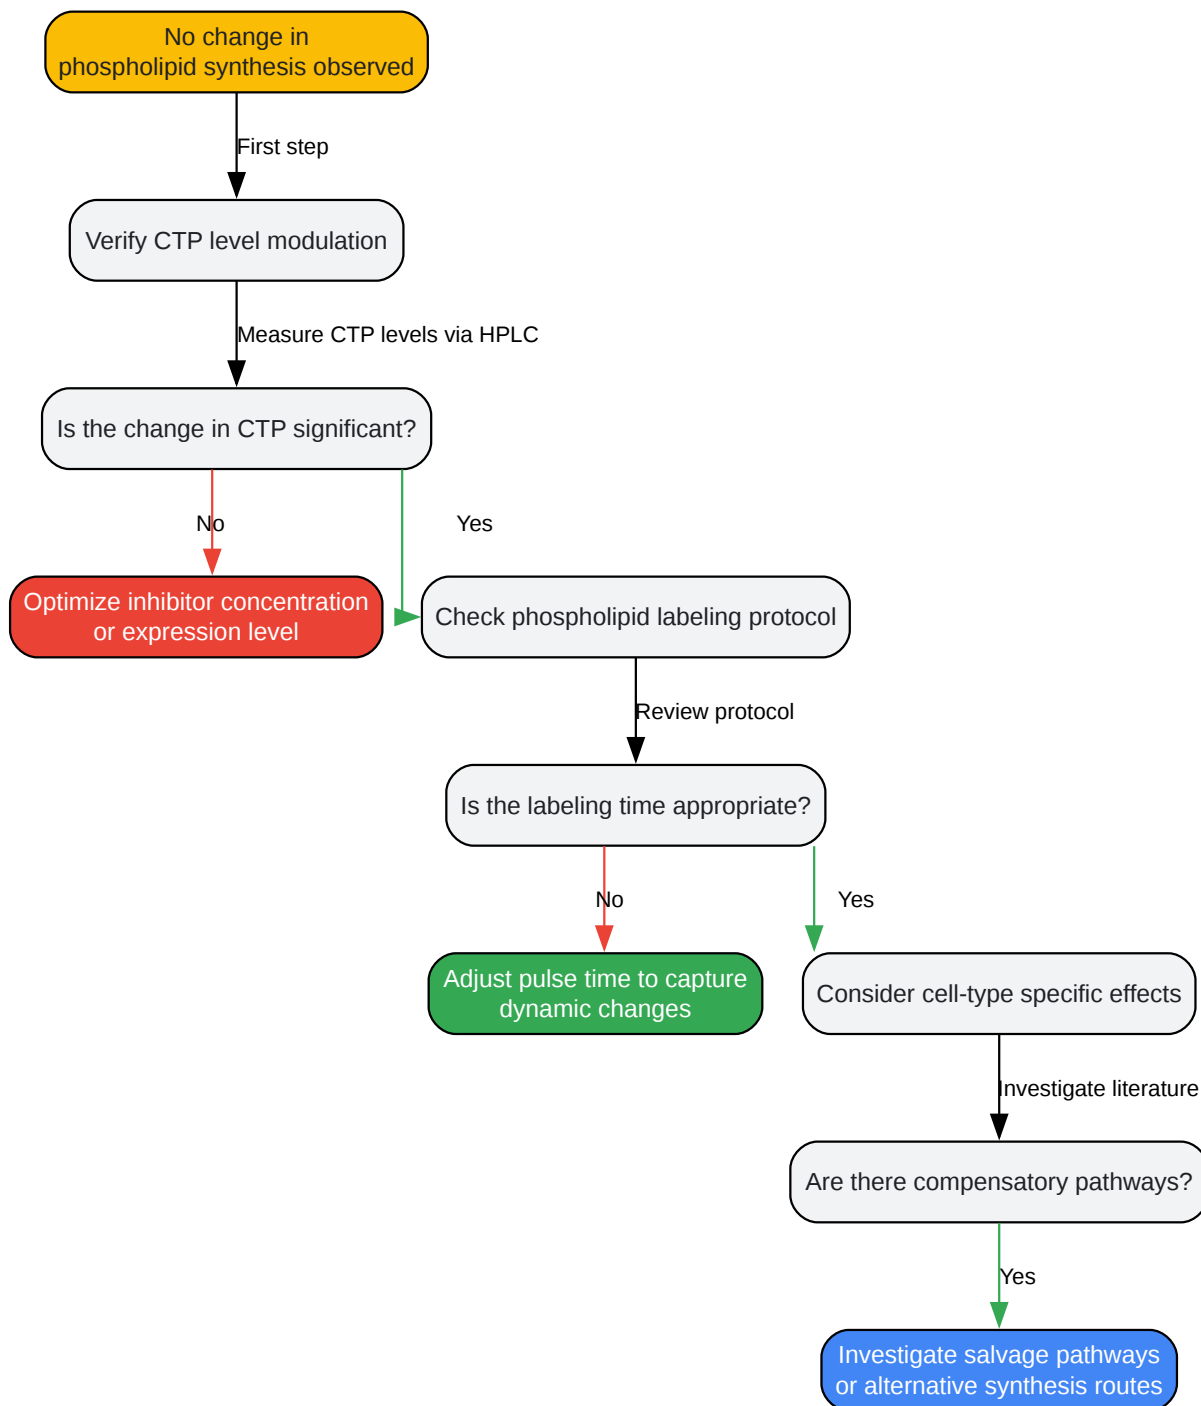 No change in
phospholipid synthesis observed
First step
Verify CTP level modulation
Measure CTP levels via HPLC
Is the change in CTP significant?
No
Yes
Optimize inhibitor concentration
or expression level
Check phospholipid labeling protocol
Review protocol
Is the labeling time appropriate?
No
Yes
Adjust pulse time to capture
dynamic changes
Consider cell-type specific effects
Investigate literature
Are there compensatory pathways?
Yes
Investigate salvage pathways
or alternative synthesis routes